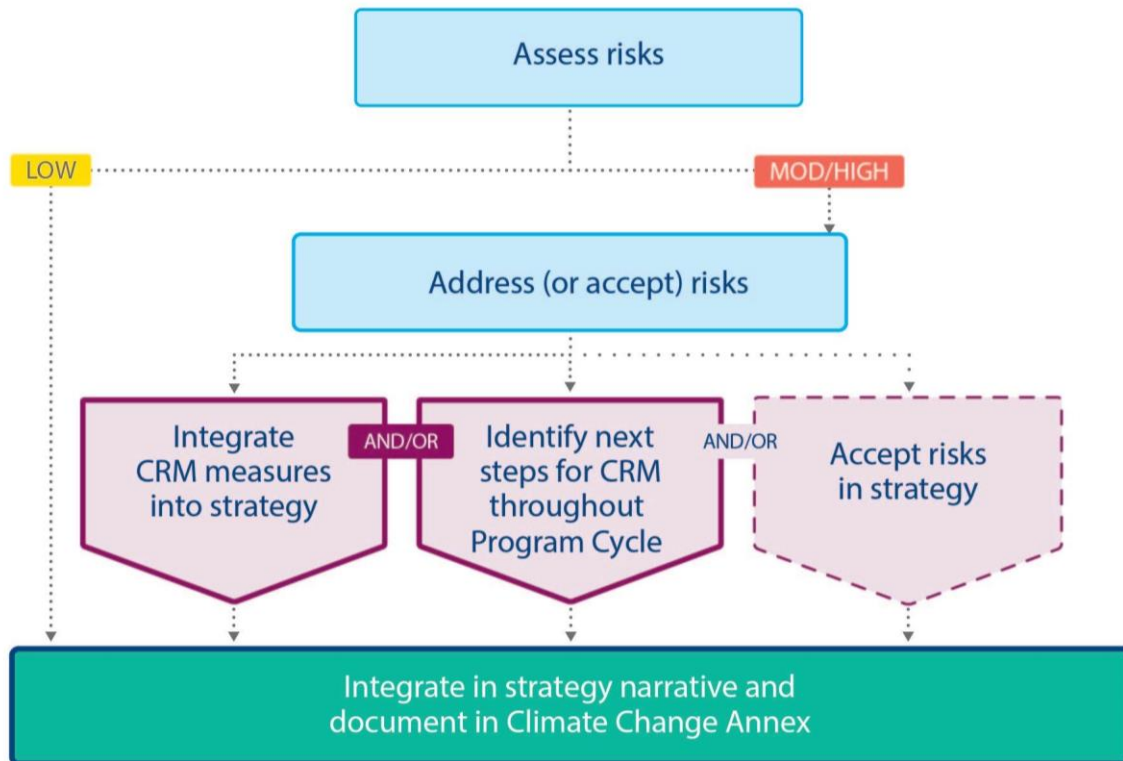 Assess risks
LOW
MOD/HIGH
Address (or accept) risks
Integrate
CRM measures
into strategy
AND/OR
Identify next
steps for CRM
throughout
Program Cycle
AND/OR
Accept risks
in strategy
Integrate in strategy narrative and
document in Climate Change Annex